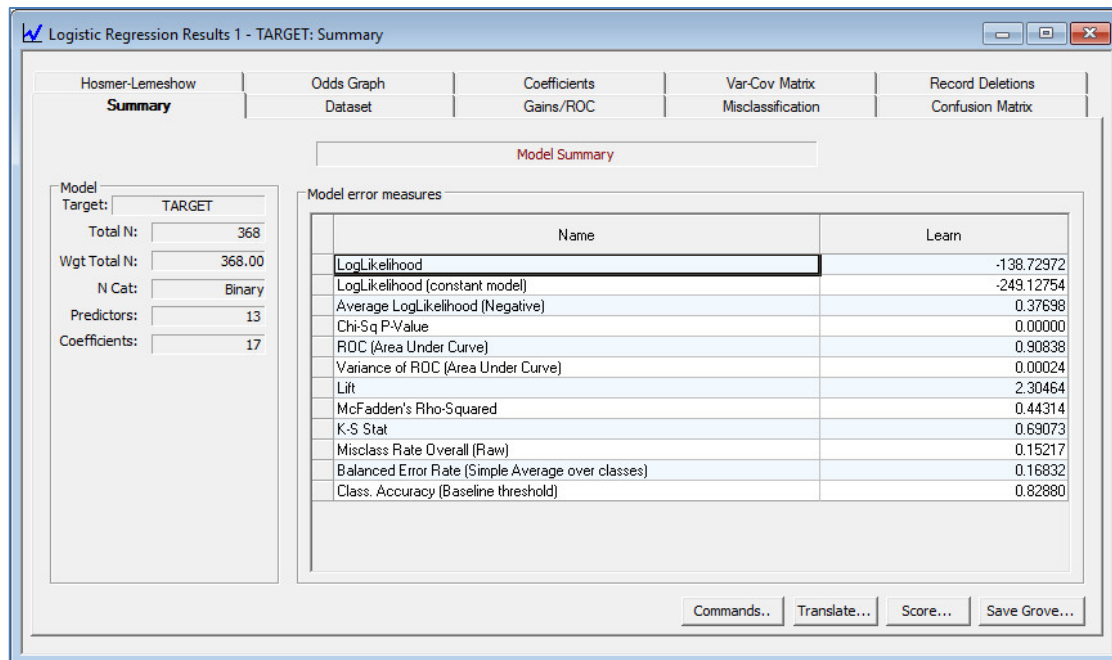 Logistic Regression Results 1 - TARGET: Summary
Hosmer-Lemeshow Odds Graph Coefficients Var-Cov Matrix Record Deletions
Summary Dataset Gains/ROC Misclassification Confusion Matrix
Model Summary
Model
Target: TARGET
Total N: 368
Wgt Total N: 368.00
N Cat: Binary
Predictors: 13
Coefficients: 17
Model error measures
Name Learn
LogLikelihood -138.72972
LogLikelihood (constant model) -249.12754
Average LogLikelihood (Negative) 0.37698
Chi-Sq P-Value 0.00000
ROC (Area Under Curve) 0.90838
Variance of ROC (Area Under Curve) 0.00024
Lift 2.30464
McFadden's Rho-Squared 0.44314
K-S Stat 0.69073
Misclass Rate Overall (Raw) 0.15217
Balanced Error Rate (Simple Average over classes) 0.16832
Class. Accuracy (Baseline threshold) 0.82880
Commands.. Translate... Score... Save Grove...